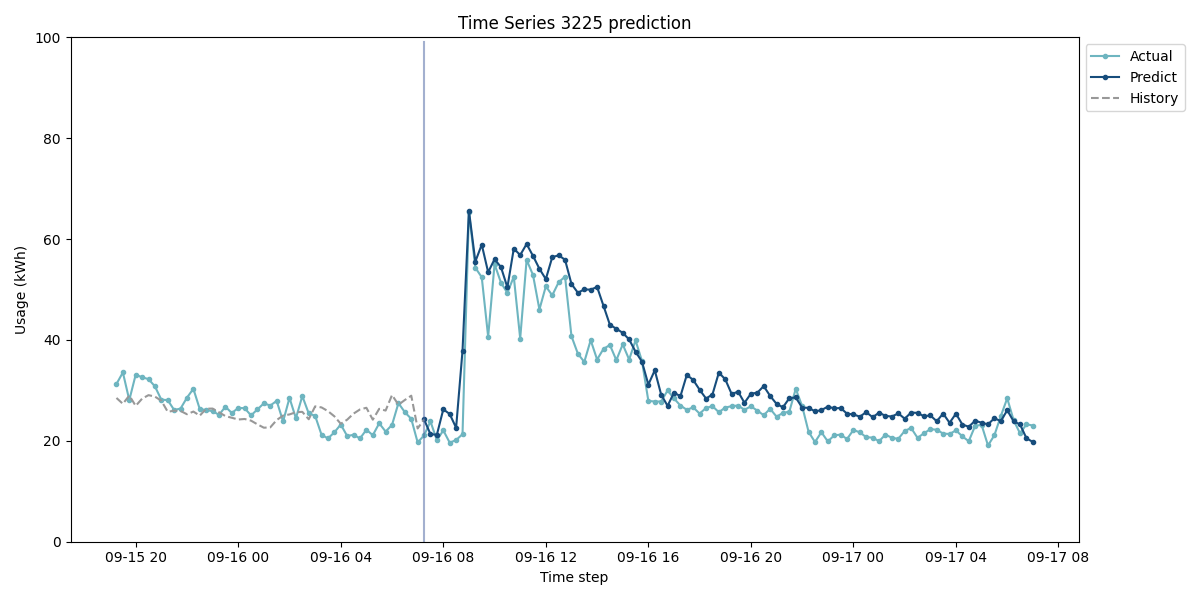 Time Series 3225 prediction
100
80
60
40
20
0
Usage (kWh)
09-15 20
09-16 00
09-16 04
09-16 08
09-16 12
09-16 16
09-16 20
09-17 00
09-17 04
09-17 08
Time step
Actual
Predict
History